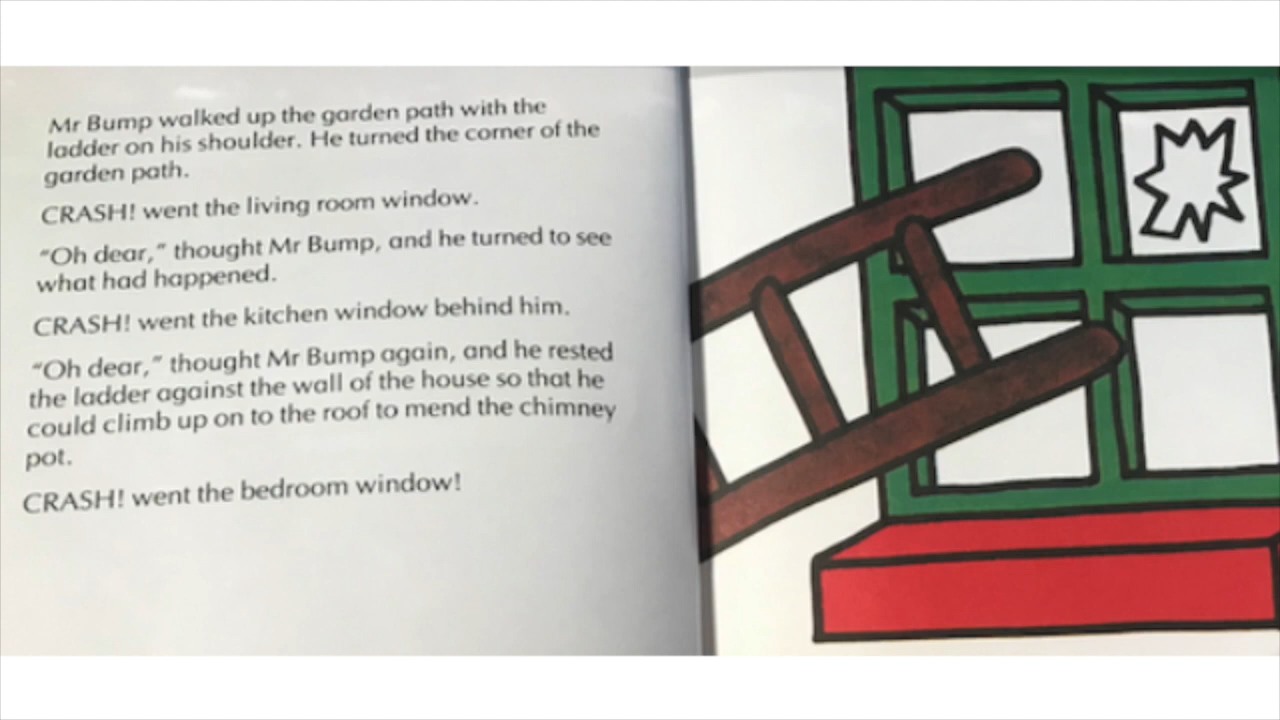 Mr Bump walked up the garden path with the
ladder on his shoulder. He turned the corner of the
garden path.
CRASH! went the living room window.
“Oh dear,” thought Mr Bump, and he turned to see
what had happened.
CRASH! went the kitchen window behind him.
“Oh dear,” thought Mr Bump again, and he rested
the ladder against the wall of the house so that he
could climb up on to the roof to mend the chimney
pot.
CRASH! went the bedroom window!